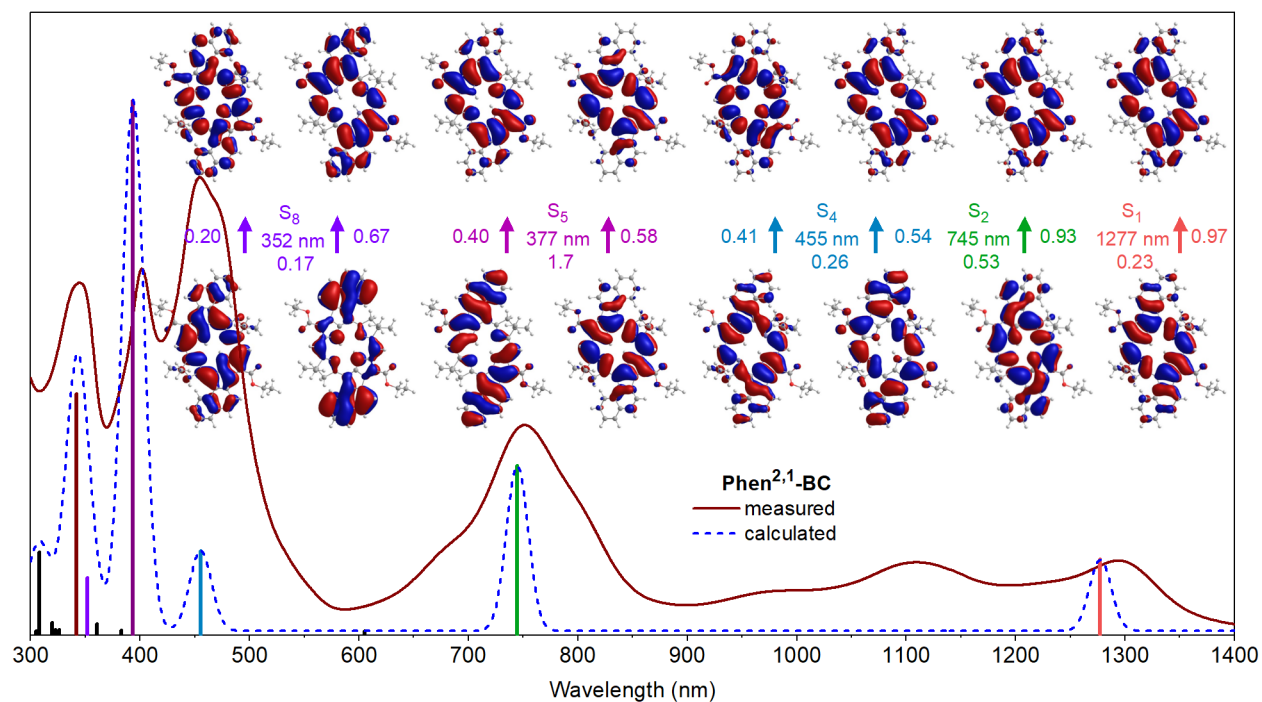 S8
352 nm
0.17
0.20
0.67
S5
377 nm
1.7
0.40
0.58
S4
455 nm
0.26
0.41
0.54
S2
745 nm
0.53
0.93
S1
1277 nm
0.23
0.97
Phen2,1-BC
measured
calculated
300 400 500 600 700 800 900 1000 1100 1200 1300 1400
Wavelength (nm)